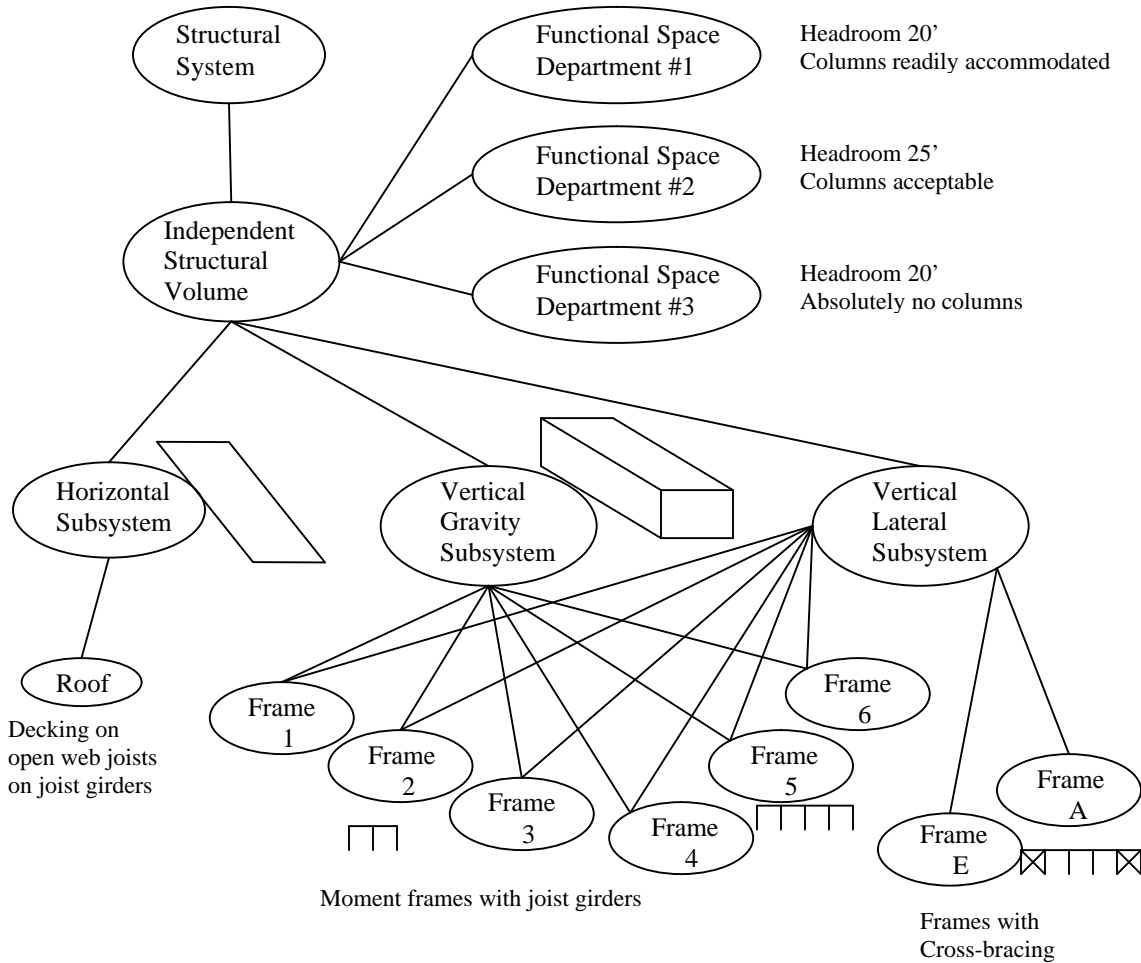 Structural
System
Functional Space
Department #1
Headroom 20’
Columns readily accommodated
Functional Space
Department #2
Headroom 25’
Columns acceptable
Independent
Structural
Volume
Functional Space
Department #3
Headroom 20’
Absolutely no columns
Horizontal
Subsystem
Vertical
Gravity
Subsystem
Vertical
Lateral
Subsystem
Roof
Decking on
open web joists
on joist girders
Frame
1
Frame
2
Frame
3
Frame
4
Frame
5
Frame
6
Moment frames with joist girders
Frame
E
Frame
A
Frames with
Cross-bracing